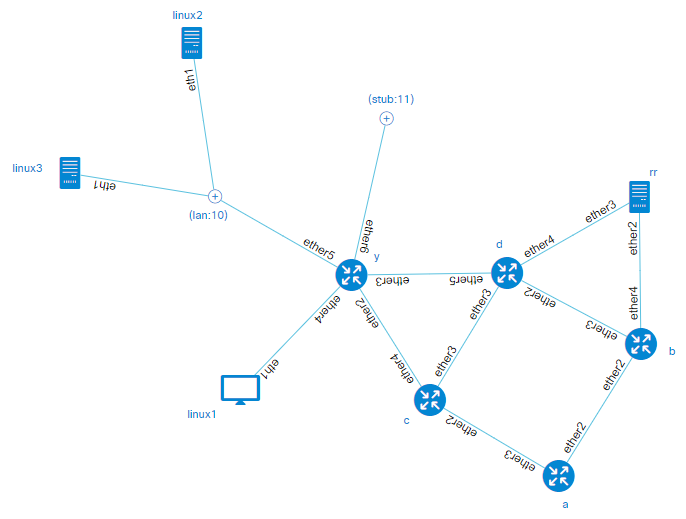 linux2
eth1
(stub:11)
linux3
eth1
rr
(lan:10)
ether3
ether6
ether2
ether5
y
d
ether4
ether3
ether5
ether4
ether2
ether3
ether4
ether2
ether3
b
ether4
ether3
ether2
eth1
linux1
c
ether2
ether2
ether3
a